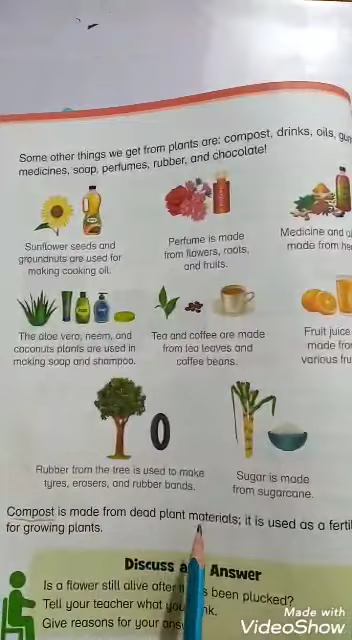 Some other things we get from plants are: compost, drinks, oils,
medicines, soap, perfumes, rubber, and chocolate!
Sunflower seeds and
groundnuts are used for
making cooking oil.
Perfume is made
from flowers, roots,
and fruits.
Medicine and
made from
The aloe vera, neem, and
coconuts plants are used in
making soap and shampoo.
Tea and coffee are made
from tea leaves and
coffee beans.
Fruit juice
made
various
Rubber from the tree is used to make
tyres, erasers, and rubber bands.
Sugar is made
from sugarcane.
Compost is made from dead plant materials; it is used as a
for growing plants.
Discuss Answer
Is a flower still alive after been plucked?
Tell your teacher what
Give reasons for your
Made with
VideoShow